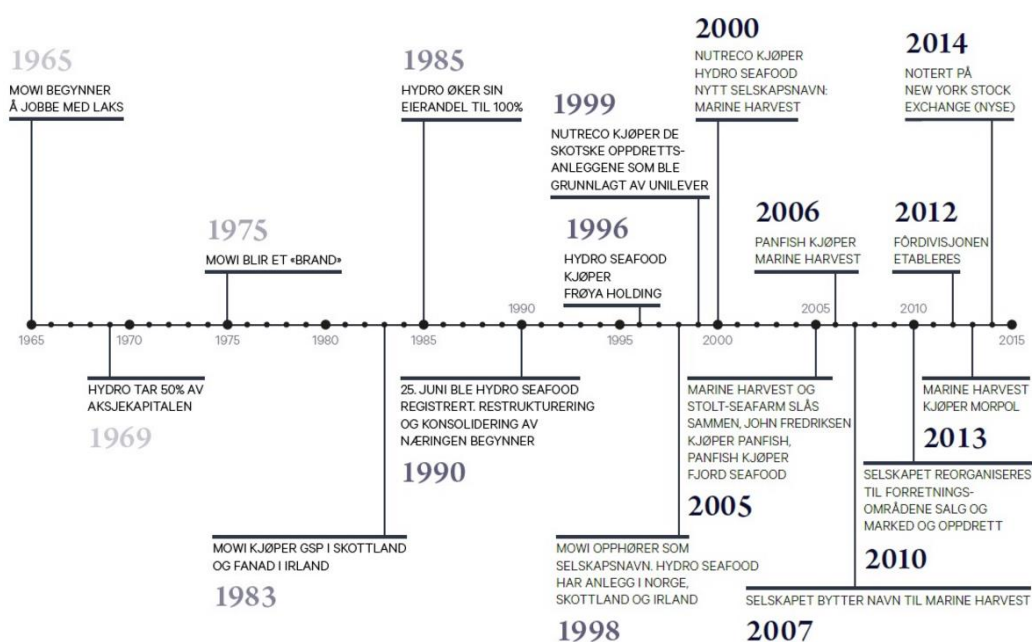 1965
MOWI BEGYNNER
Å JOBBE MED LAKS
1985
HYDRO ØKER SIN
EIERANDEL TIL 100%
2000
NUTRECO KJØPER
HYDRO SEAFOOD
NYTT SELSKAPSNAVN:
MARINE HARVEST
2014
NOTERT PÅ
NEW YORK STOCK
EXCHANGE (NYSE)
1999
NUTRECO KJØPER DE
SKOTSKE OPPDRETTS-
ANLEGGENE SOM BLE
GRUNNLAGT AV UNILEVER
1975
MOWI BLIR ET «BRAND»
1996
HYDRO SEAFOOD
KJØPER
FRØYA HOLDING
2006
PANFISH KJØPER
MARINE HARVEST
2012
FÔRDIVISJONEN
ETABLERES
1965 1970 1975 1980 1985 1990 1995 2000 2005 2010 2015
HYDRO TAR 50% AV
AKSJEKAPITALEN
1969
25. JUNI BLE HYDRO SEAFOOD
REGISTRERT. RESTRUKTURERING
OG KONSOLIDERING AV
NÆRINGEN BEGYNNER
1990
MARINE HARVEST OG
STOLT-SEAFARM SLÅS
SAMMEN, JOHN FREDRIKSEN
KJØPER PANFISH,
PANFISH KJØPER
FJORD SEAFOOD
2005
MARINE HARVEST
KJØPER MORPOL
2013
SELSKAPET REORGANISERES
TIL FORRETNINGS-
OMRÅDENE SALG OG
MARKED OG OPPDRETT
2010
MOWI KJØPER GSP I SKOTTLAND
OG FANAD I IRLAND
1983
MOWI OPPHØRER SOM
SELSKAPSNAVN. HYDRO SEAFOOD
HAR ANLEGG I NORGE,
SKOTTLAND OG IRLAND
1998
SELSKAPET BYTTER NAVN TIL MARINE HARVEST
2007